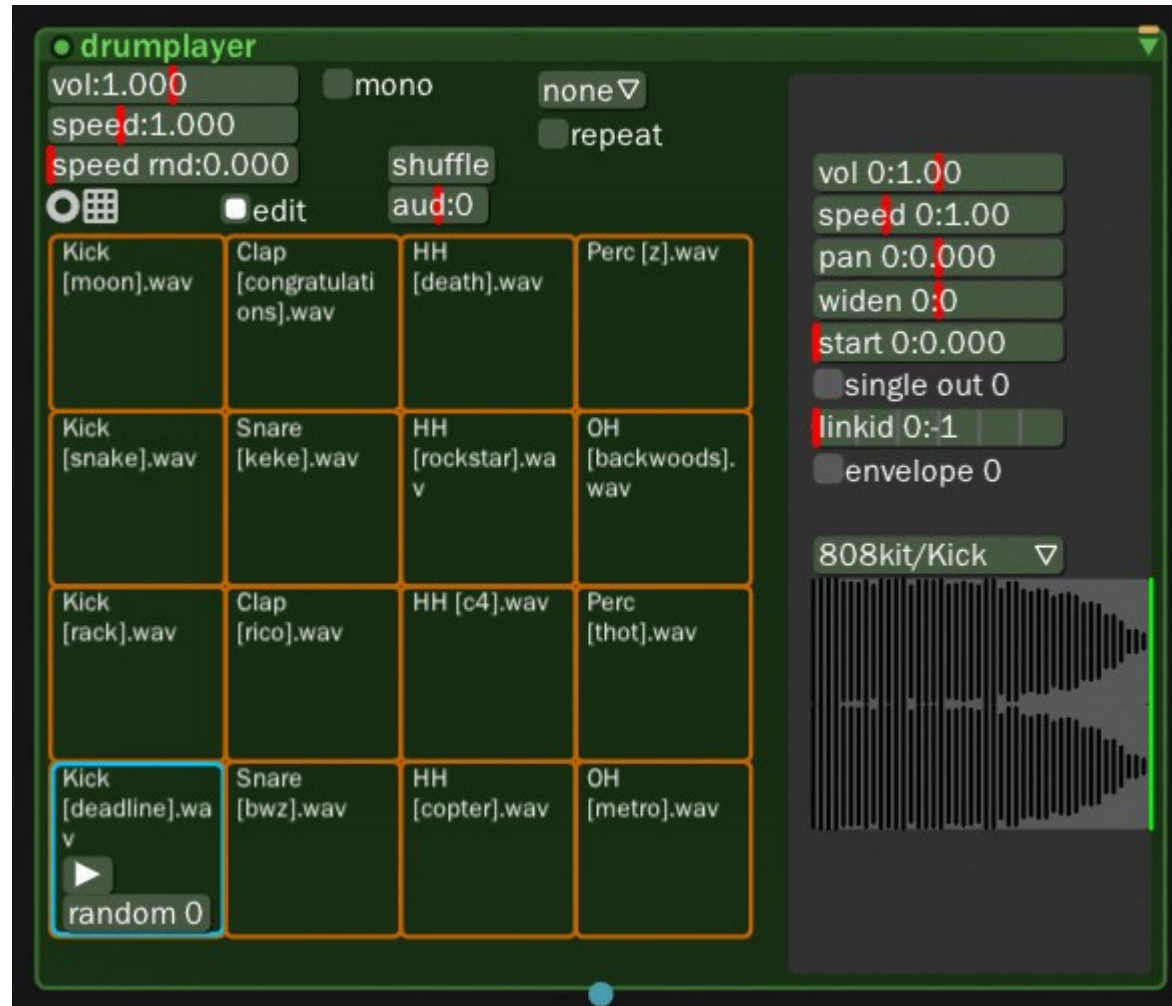 drumplayer
vol:1.000
mono
none
speed:1.000
repeat
speed rnd:0.000
shuffle
edit
aud:0
Kick
[moon].wav
Clap
[congratulati
ons].wav
HH
[death].wav
Perc [z].wav
Kick
[snake].wav
Snare
[keke].wav
HH
[rockstar].wa
v
OH
[backwoods].
wav
Kick
[rack].wav
Clap
[rico].wav
HH [c4].wav
Perc
[thot].wav
Kick
[deadline].wa
v
random 0
Snare
[bwz].wav
HH
[copter].wav
OH
[metro].wav
vol 0:1.00
speed 0:1.00
pan 0:0.000
widen 0:0
start 0:0.000
single out 0
linkid 0:-1
envelope 0
808kit/Kick